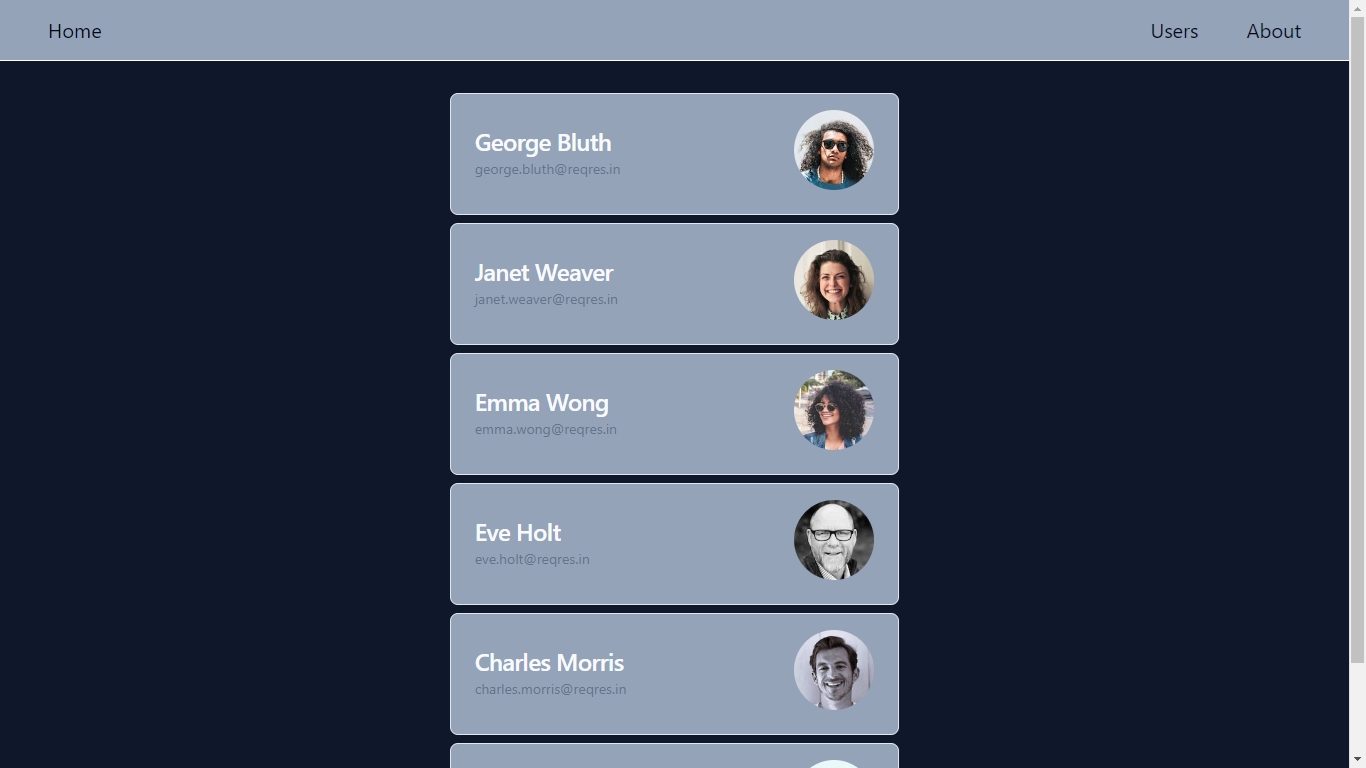 Home Users About
George Bluth
george.bluth@reqres.in
Janet Weaver
janet.weaver@reqres.in
Emma Wong
emma.wong@reqres.in
Eve Holt
eve.holt@reqres.in
Charles Morris
charles.morris@reqres.in